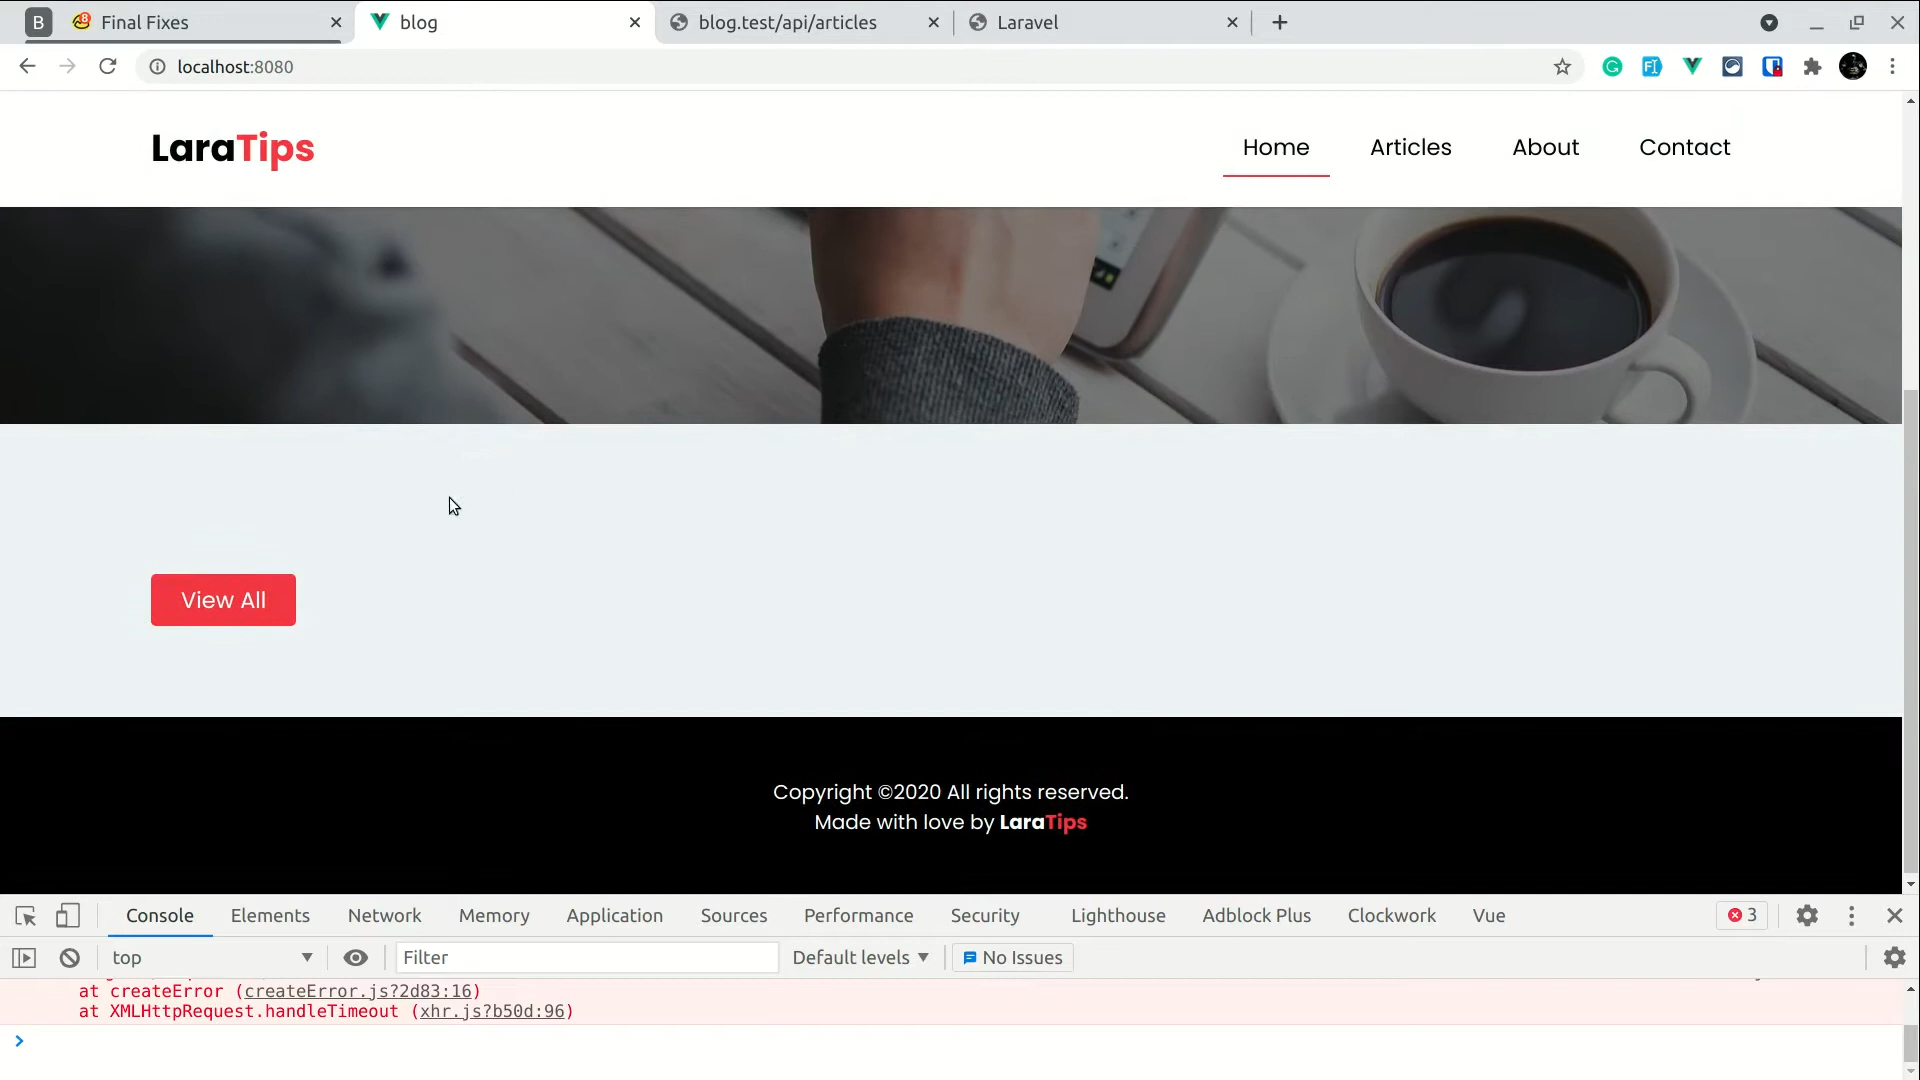 B
8
Final Fixes
blog
blog.test/api/articles
Laravel
localhost:8080
LaraTips
Home
Articles
About
Contact
View All
Copyright ©2020 All rights reserved.
Made with love by LaraTips
Console
Elements
Network
Memory
Application
Sources
Performance
Security
Lighthouse
Adblock Plus
Clockwork
Vue
3
top
Filter
Default levels
No Issues
at createError (createError.js?2d83:16)
at XMLHttpRequest.handleTimeout (xhr.js?b50d:96)